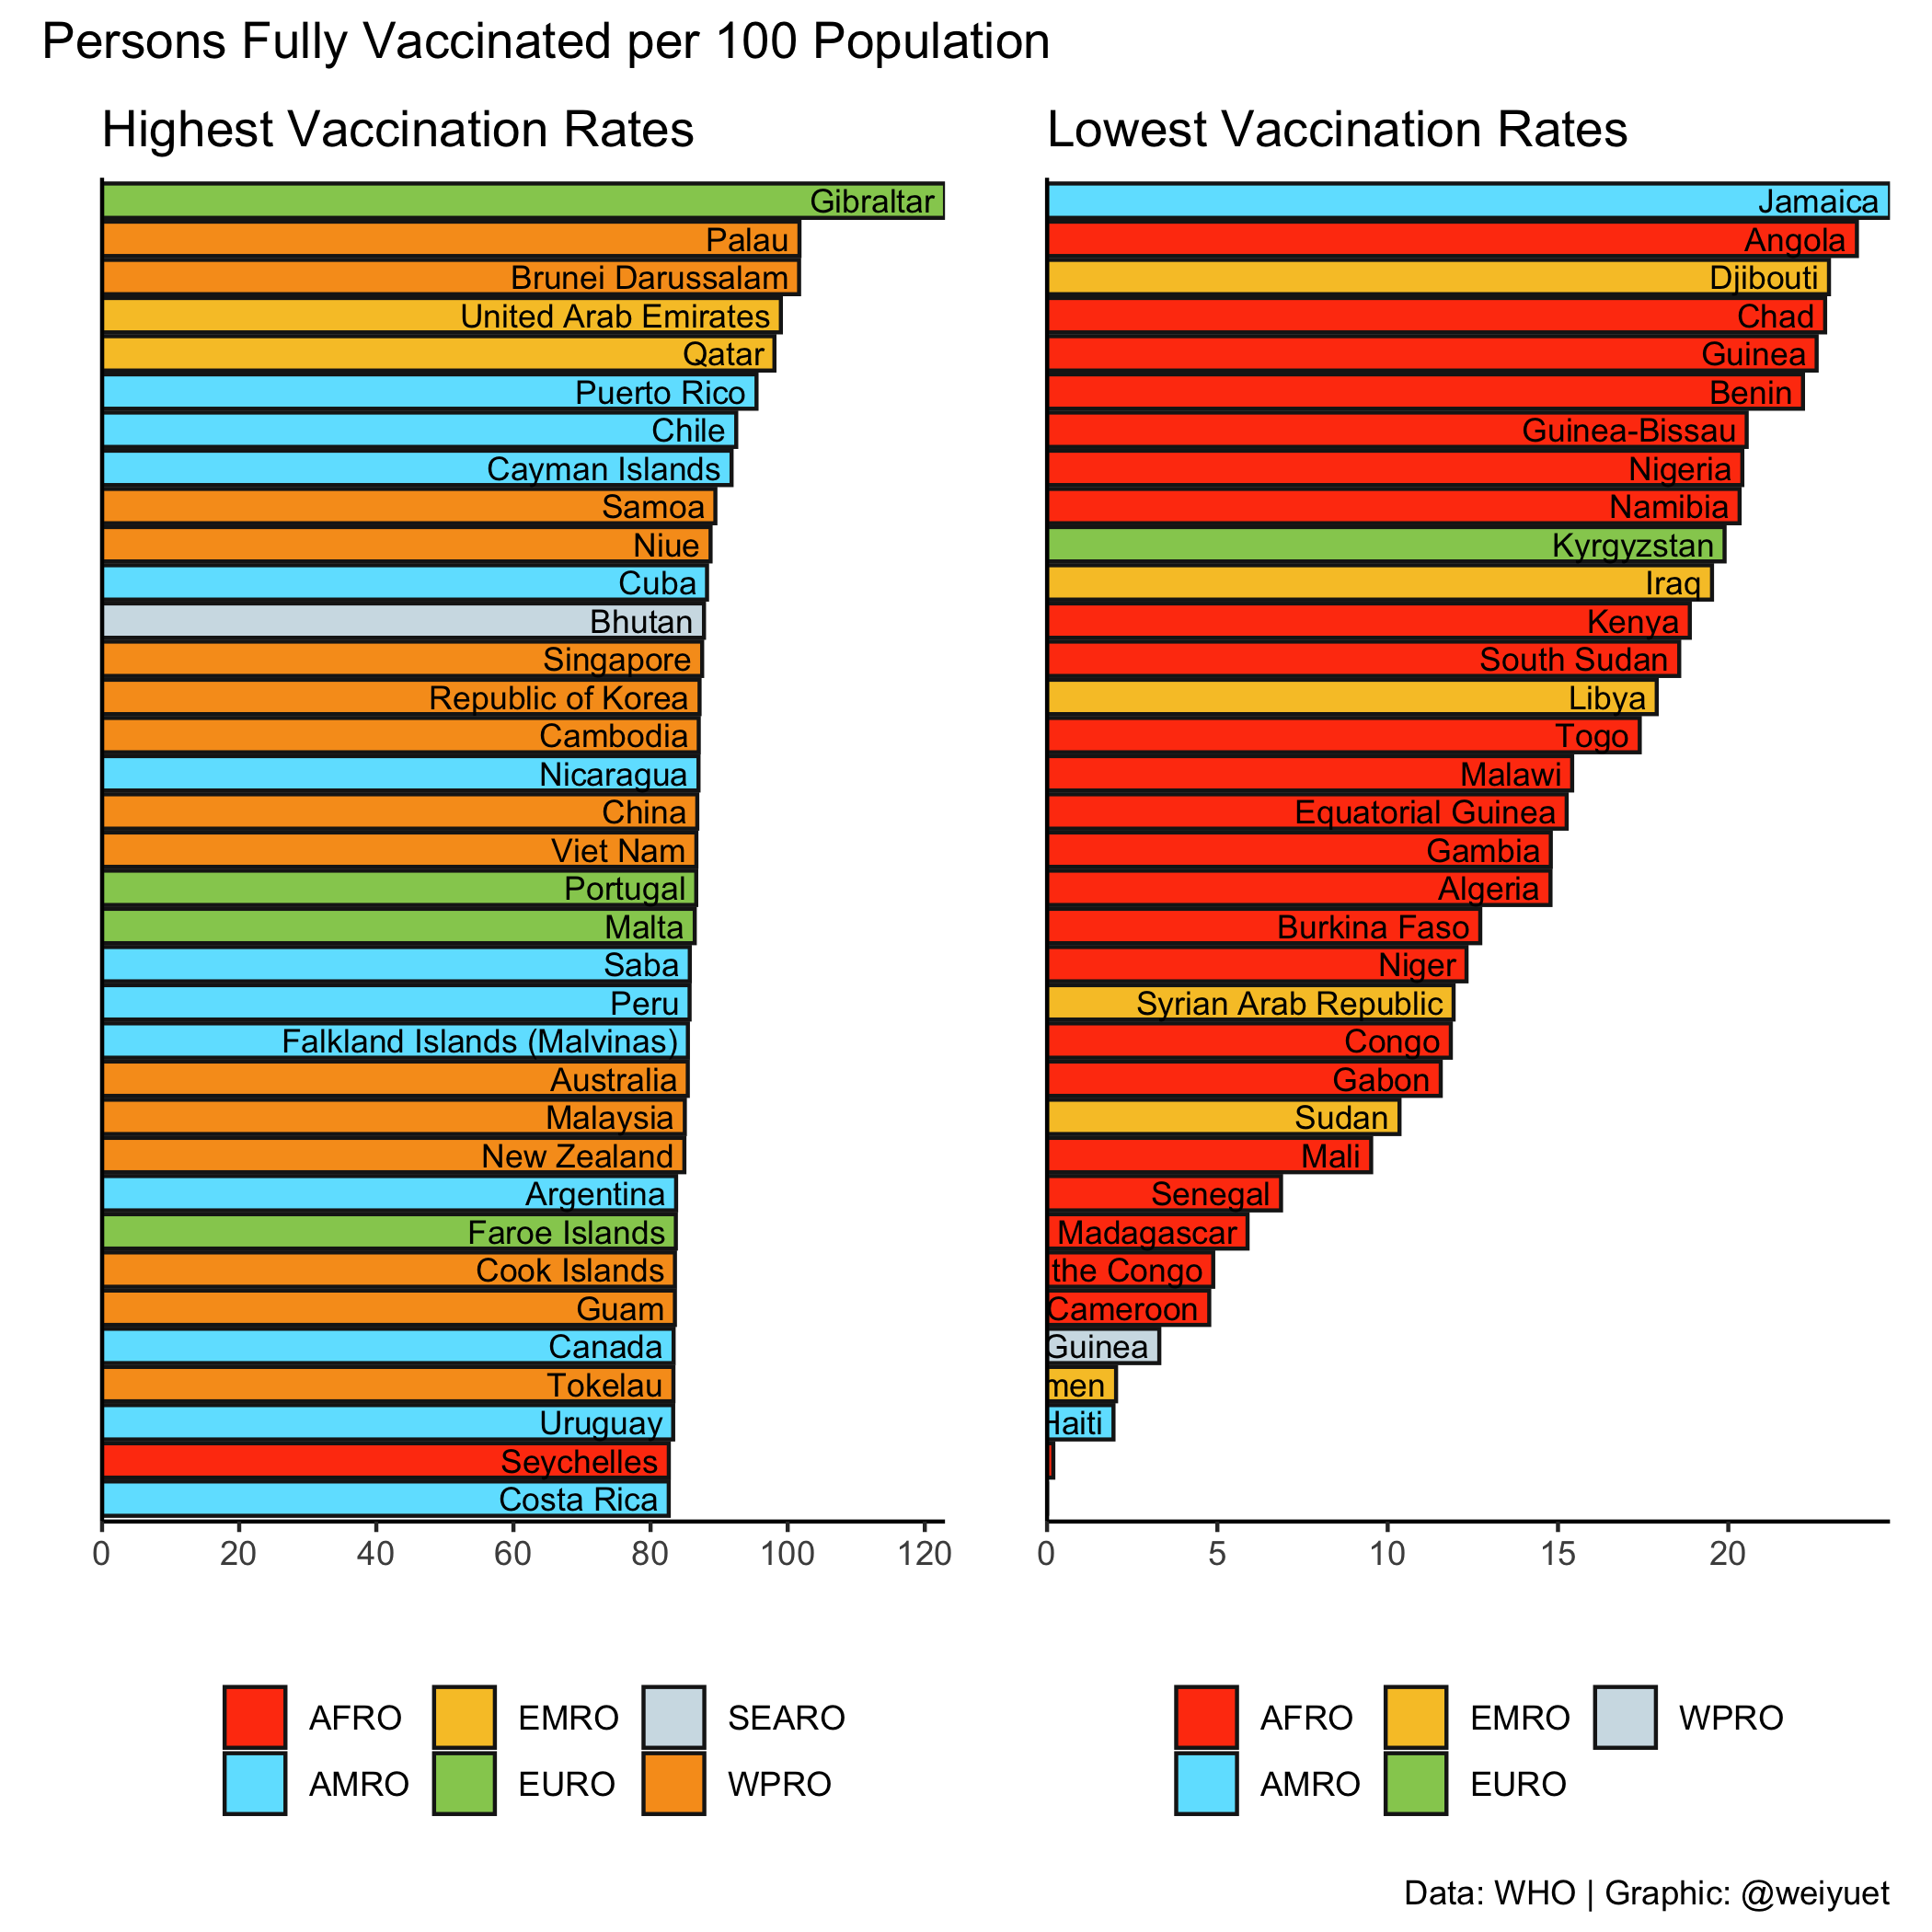 Persons Fully Vaccinated per 100 Population
Highest Vaccination Rates
Gibraltar
Palau
Brunei Darussalam
United Arab Emirates
Qatar
Puerto Rico
Chile
Cayman Islands
Samoa
Niue
Cuba
Bhutan
Singapore
Republic of Korea
Cambodia
Nicaragua
China
Viet Nam
Portugal
Malta
Saba
Peru
Falkland Islands (Malvinas)
Australia
Malaysia
New Zealand
Argentina
Faroe Islands
Cook Islands
Guam
Canada
Tokelau
Uruguay
Seychelles
Costa Rica
0 20 40 60 80 100 120
AFRO EMRO SEARO
AMRO EURO WPRO
Lowest Vaccination Rates
Jamaica
Angola
Djibouti
Chad
Guinea
Benin
Guinea-Bissau
Nigeria
Namibia
Kyrgyzstan
Iraq
Kenya
South Sudan
Libya
Togo
Malawi
Equatorial Guinea
Gambia
Algeria
Burkina Faso
Niger
Syrian Arab Republic
Congo
Gabon
Sudan
Mali
Senegal
Madagascar
the Congo
Cameroon
Guinea
men
Haiti
0 5 10 15 20
AFRO EMRO WPRO
AMRO EURO
Data: WHO | Graphic: @weiyuet